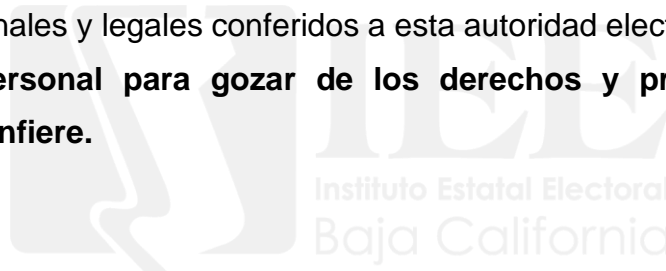 nales y legales conferidos a esta autoridad elect
ersonal para gozar de los derechos y pr
nfiere.
IEE
Instituto Estatal Electoral
Baja California